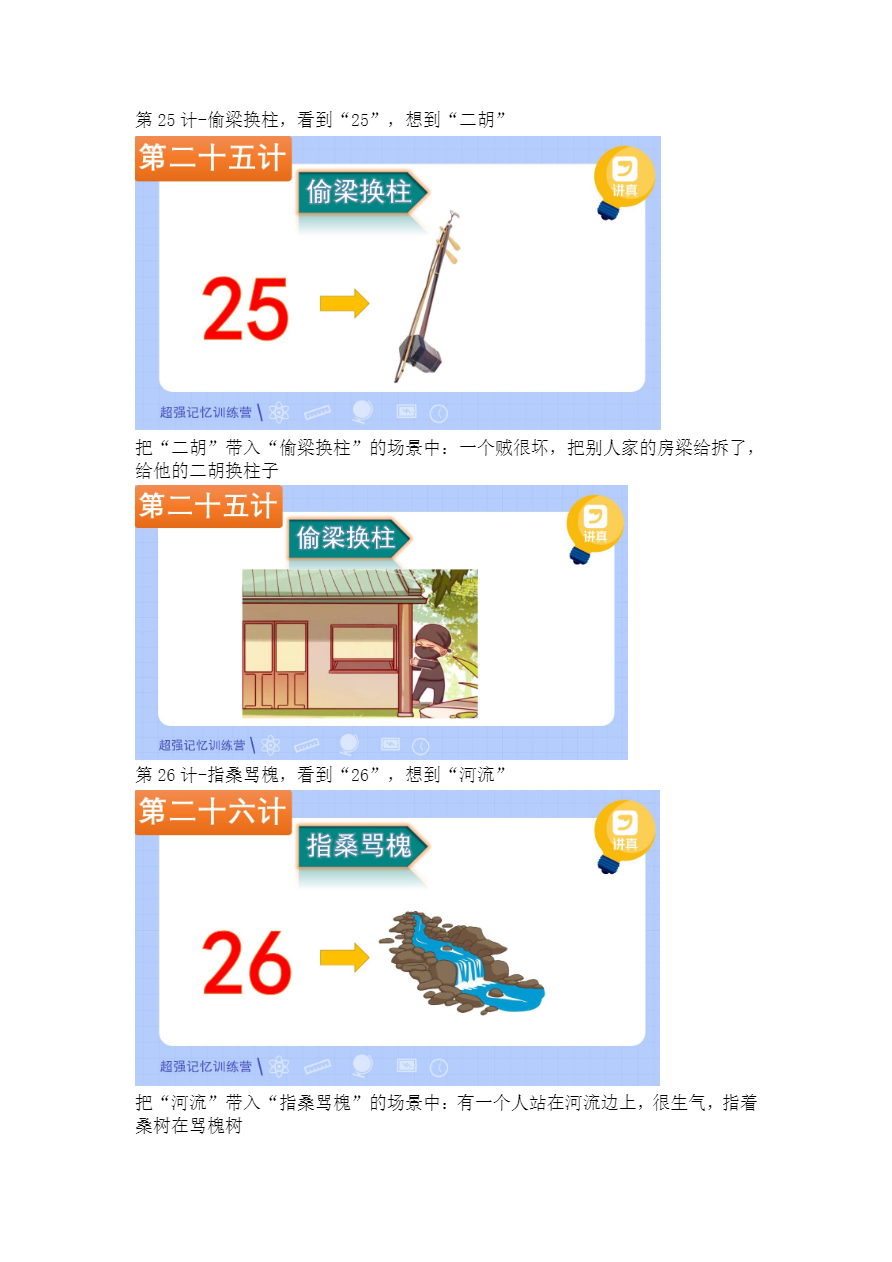 第 25 计-偷梁换柱，看到“25”，想到“二胡”
第二十五计
讲真
偷梁换柱
25
超强记忆训练营
把“二胡”带入“偷梁换柱”的场景中：一个贼很坏，把别人家的房梁给拆了，
给他的二胡换柱子
第二十五计
讲真
偷梁换柱
超强记忆训练营
第 26 计-指桑骂槐，看到“26”，想到“河流”
第二十六计
讲真
指桑骂槐
26
超强记忆训练营
把“河流”带入“指桑骂槐”的场景中：有一个人站在河流边上，很生气，指着
桑树在骂槐树